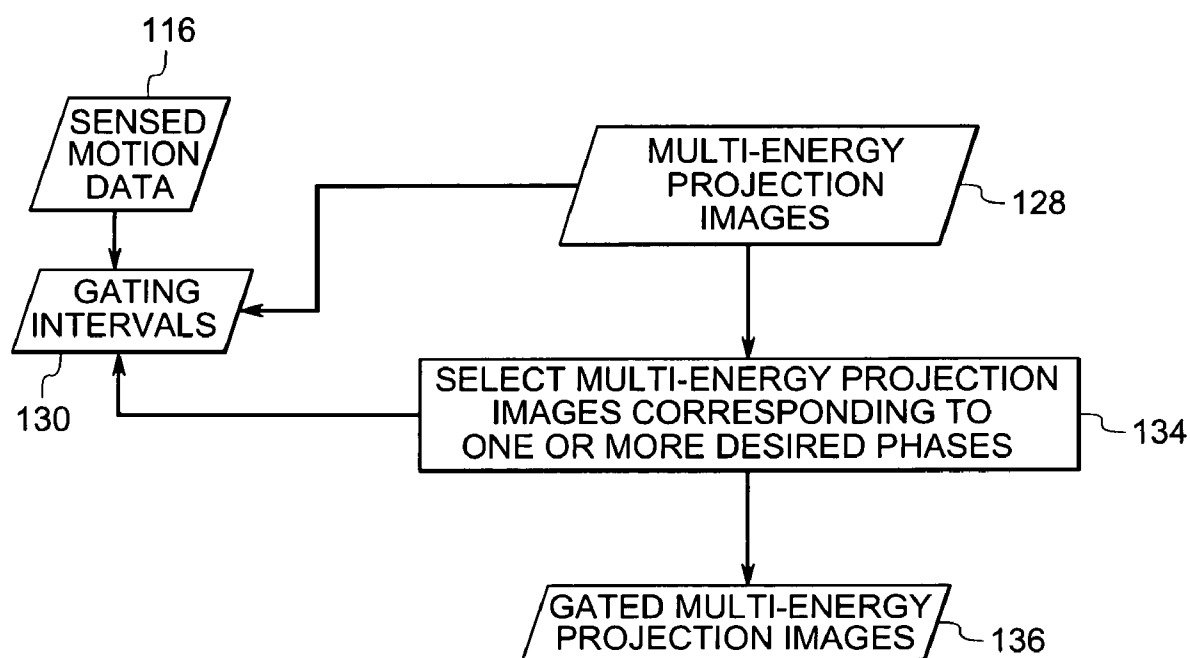 116
SENSED
MOTION
DATA
MULTI-ENERGY
PROJECTION
IMAGES
128
GATING
INTERVALS
130
SELECT MULTI-ENERGY PROJECTION
IMAGES CORRESPONDING TO
ONE OR MORE DESIRED PHASES
134
GATED MULTI-ENERGY
PROJECTION IMAGES
136